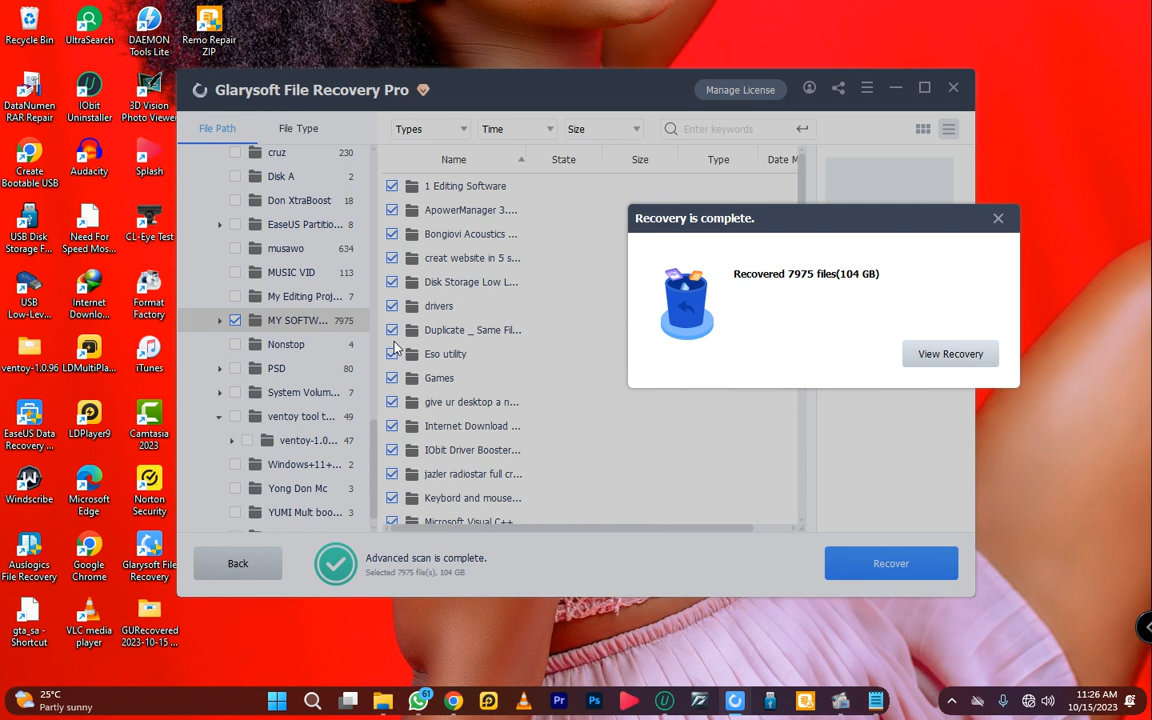 Recycle Bin
UltraSearch
DAEMON
Tools Lite
Remo Repair
ZIP
DataNumen
RAR Repair
IObit
Uninstaller
3D Vision
Photo Viewer
Create
Bootable USB
Audacity
Splash
USB Disk
Storage F...
Need For
Speed Mos...
CL-Eye Test
USB
Low-Lev...
Internet
Downlo...
Format
Factory
ventoy-1.0.96
LDMultiPla...
iTunes
EaseUS Data
Recovery ...
LDPlayer9
Camtasia
2023
Windscribe
Microsoft
Edge
Norton
Security
Auslogics
File Recovery
Google
Chrome
Glarysoft File
Recovery
gta_sa -
Shortcut
VLC media
player
GURecovered
2023-10-15 ...
Glarysoft File Recovery Pro
Manage License
File Path
File Type
Types
Time
Size
Enter keywords
Name
State
Size
Type
Date M
cruz 230
Disk A 2
Don XtraBoost 18
EaseUS Partitio... 8
musawo 634
MUSIC VID 113
My Editing Proj... 7
MY SOFTW... 7975
Nonstop 4
PSD 80
System Volum... 7
ventoy tool t... 49
ventoy-1.0... 47
Windows+11+... 2
Yong Don Mc 3
YUMI Mult boo... 3
1 Editing Software
ApowerManager 3....
Bongiovi Acoustics ...
creat website in 5 s...
Disk Storage Low L...
drivers
Duplicate _ Same Fil...
Eso utility
Games
give ur desktop a n...
Internet Download ...
IObit Driver Booster...
jazler radiostar full cr...
Keybord and mouse...
Microsoft Visual C++
Recovery is complete.
Recovered 7975 files(104 GB)
View Recovery
Back
Advanced scan is complete.
Selected 7975 file(s), 104 GB
Recover
25°C
Partly sunny
61
Pr
Ps
11:26 AM
10/15/2023